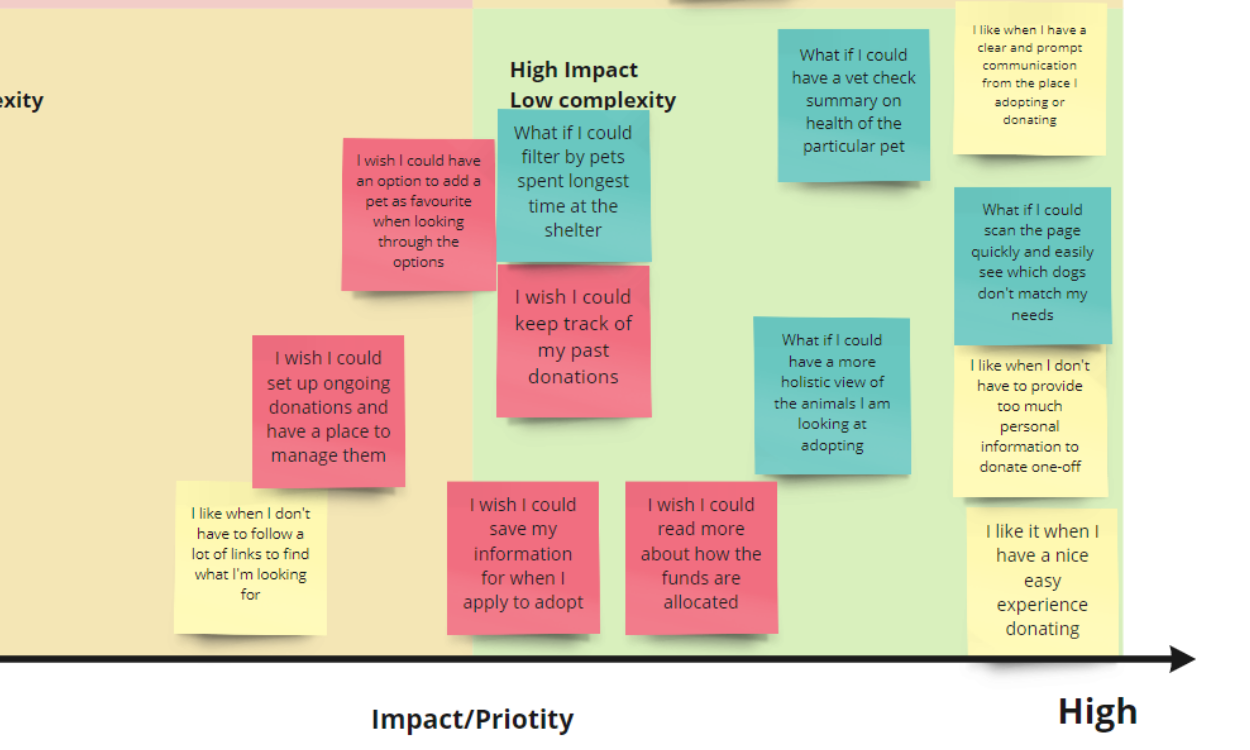 exity
High Impact
Low complexity
I wish I could have
an option to add a
pet as favourite
when looking
through the
options
What if I could
filter by pets
spent longest
time at the
shelter
What if I could
have a vet check
summary on
health of the
particular pet
I like when I have a
clear and prompt
communication
from the place I
adopting or
donating
What if I could
scan the page
quickly and easily
see which dogs
don't match my
needs
I wish I could
keep track of
my past
donations
I wish I could
set up ongoing
donations and
have a place to
manage them
What if I could
have a more
holistic view of
the animals I am
looking at
adopting
I like when I don't
have to provide
too much
personal
information to
donate one-off
I like when I don't
have to follow a
lot of links to find
what I'm looking
for
I wish I could
save my
information
for when I
apply to adopt
I wish I could
read more
about how the
funds are
allocated
I like it when I
have a nice
easy
experience
donating
Impact/Priotity
High